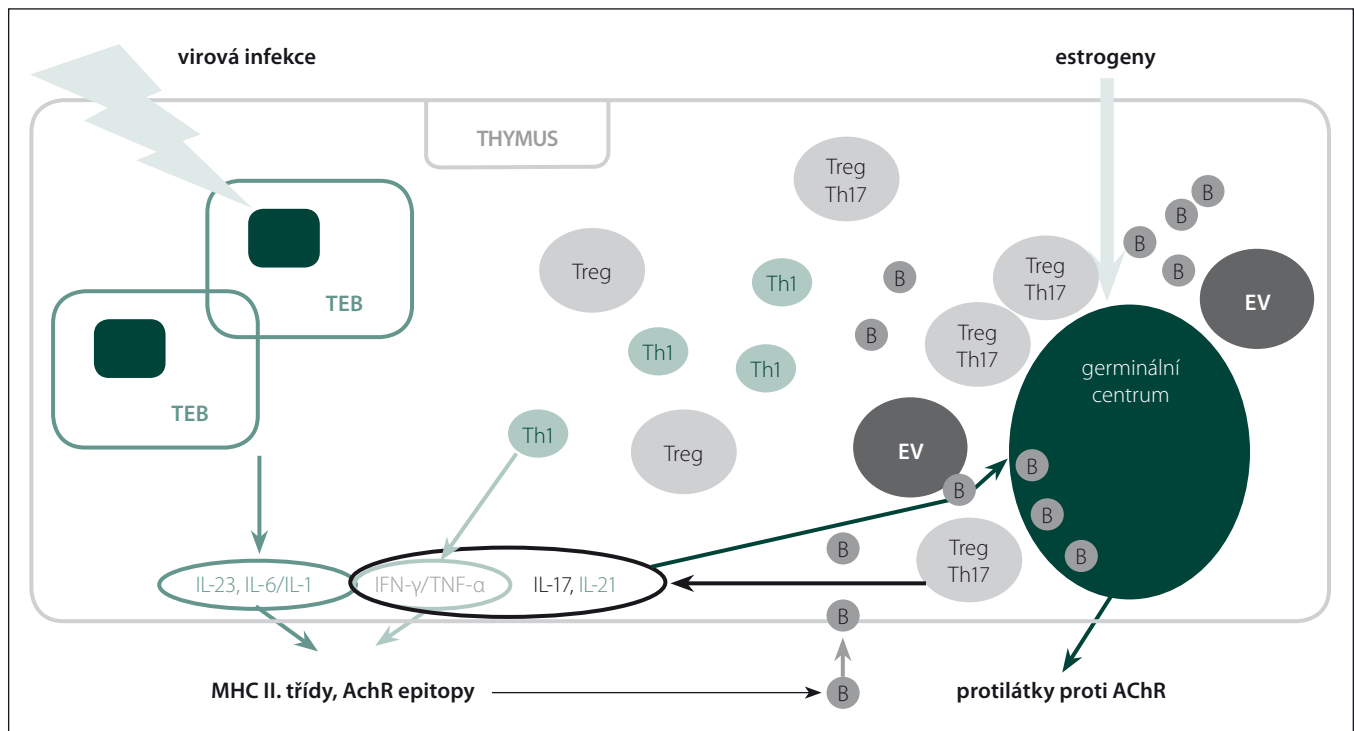 virová infekce
estrogeny
THYMUS
Treg
Th17
B
B
B
B
TEB
Treg
Th1
B
Treg
Th17
EV
B
Treg
Th17
TEB
Th1
Th1
germinální
centrum
Th1
Treg
EV
B
B
B
B
B
Treg
Th17
IL-23, IL-6/IL-1
IFN-γ/TNF-α
IL-17, IL-21
B
MHC II. třídy, AchR epitopy
B
protilátky proti AChR